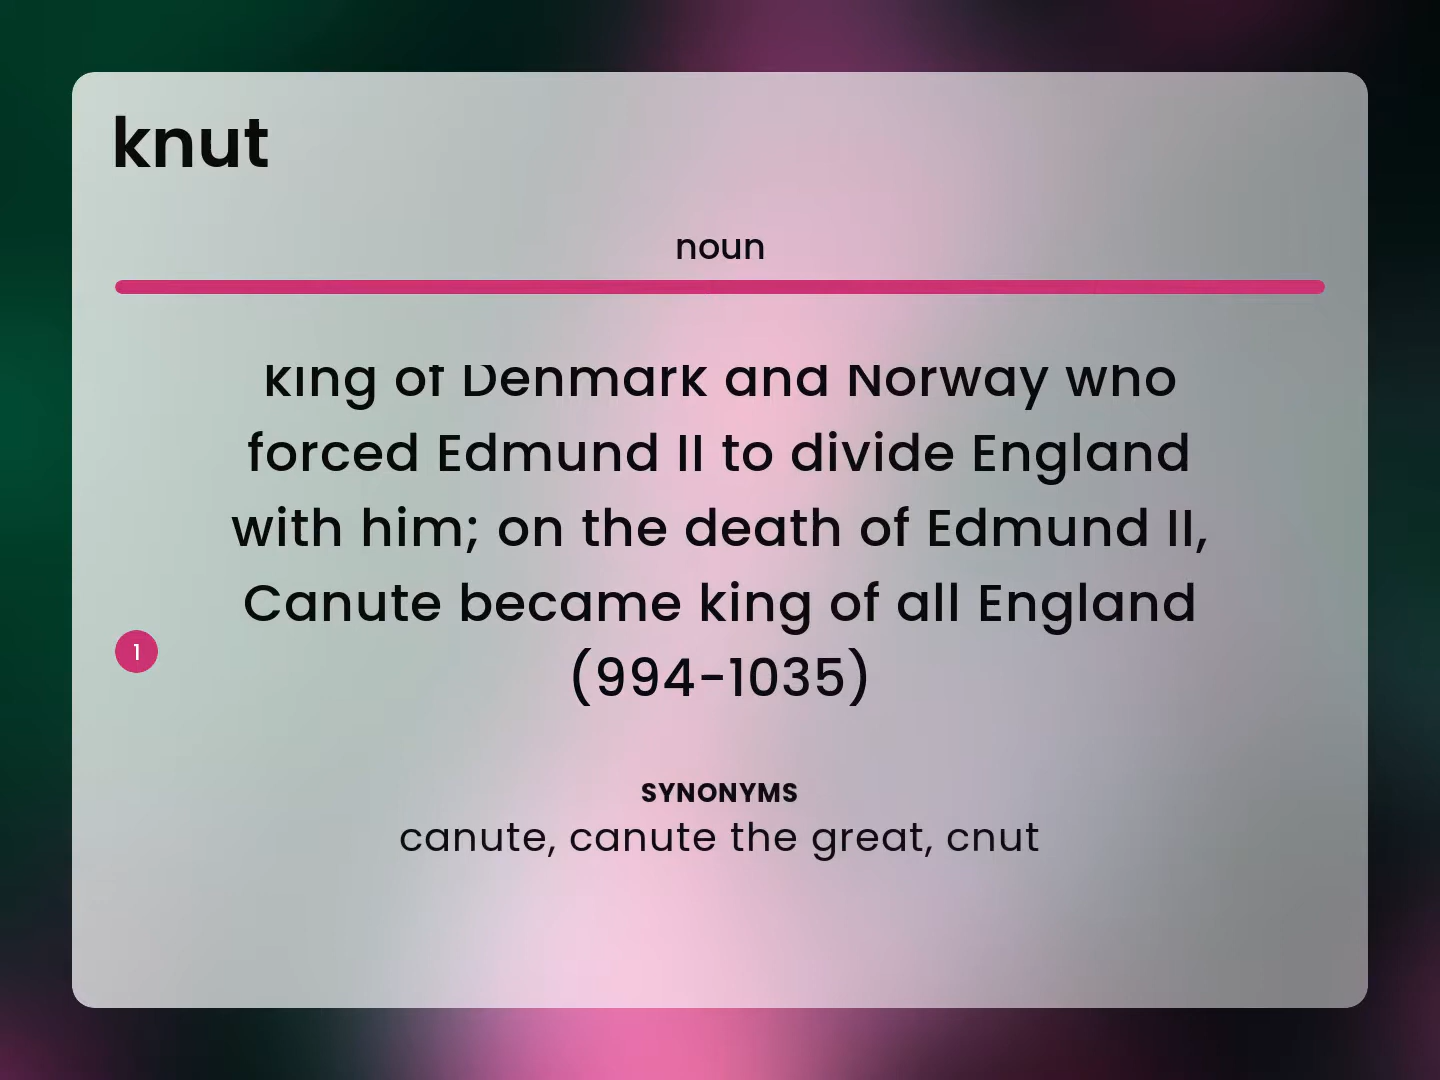 knut
noun
king of Denmark and Norway who
forced Edmund II to divide England
with him; on the death of Edmund II,
Canute became king of all England
(994-1035)
1
SYNONYMS
canute, canute the great, cnut